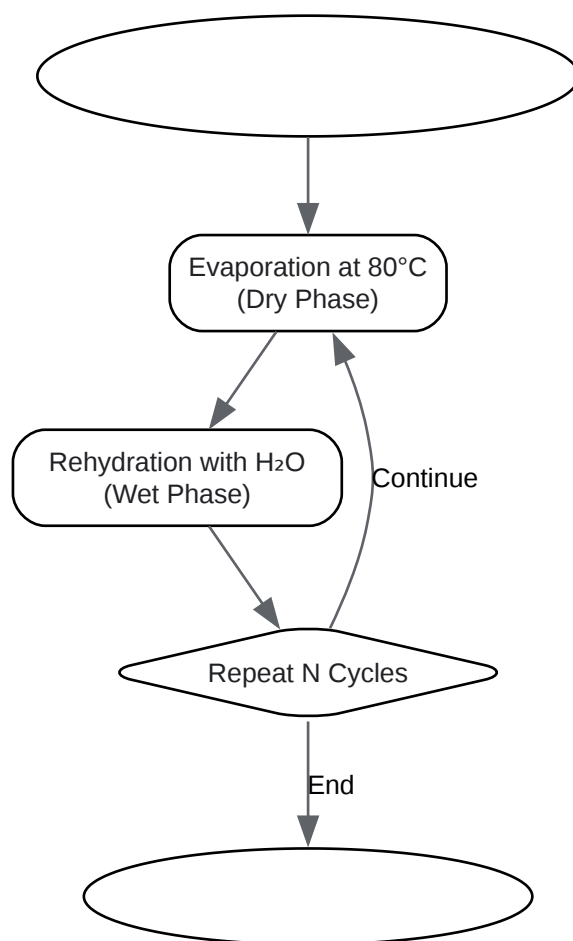 Evaporation at 80°C
(Dry Phase)
Rehydration with H₂O
(Wet Phase)
Continue
Repeat N Cycles
End